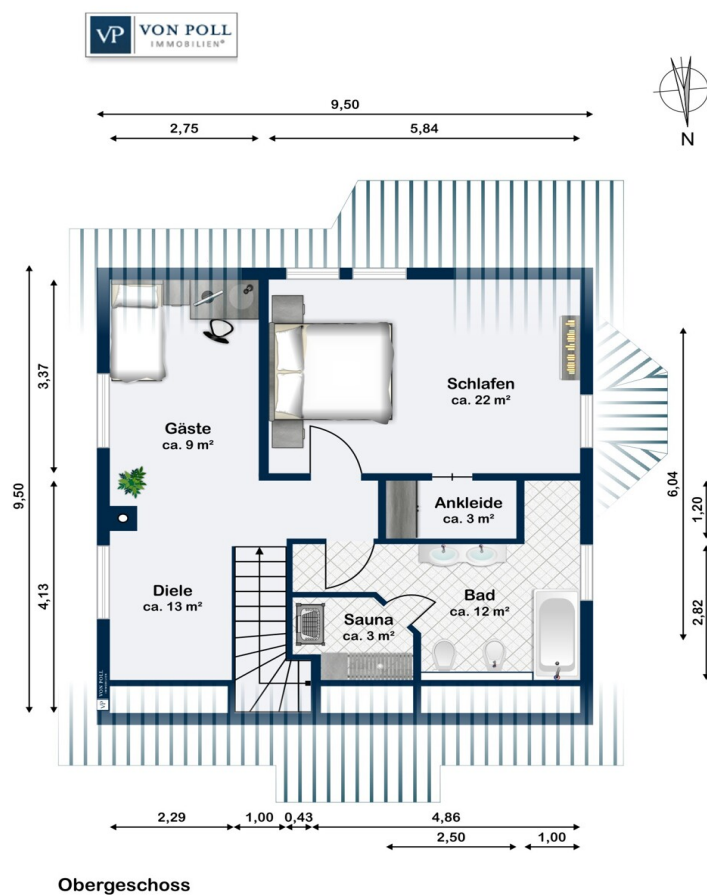 VP VON POLL
IMMOBILIEN®
9,50
2,75 5,84
N
9,50
3,37
4,13
6,04
1,20
2,82
Schlafen
ca. 22 m²
Gäste
ca. 9 m²
Ankleide
ca. 3 m²
Diele
ca. 13 m²
Bad
ca. 12 m²
Sauna
ca. 3 m²
VP VON POLL
2,29 1,00 0,43 4,86
2,50 1,00
Obergeschoss